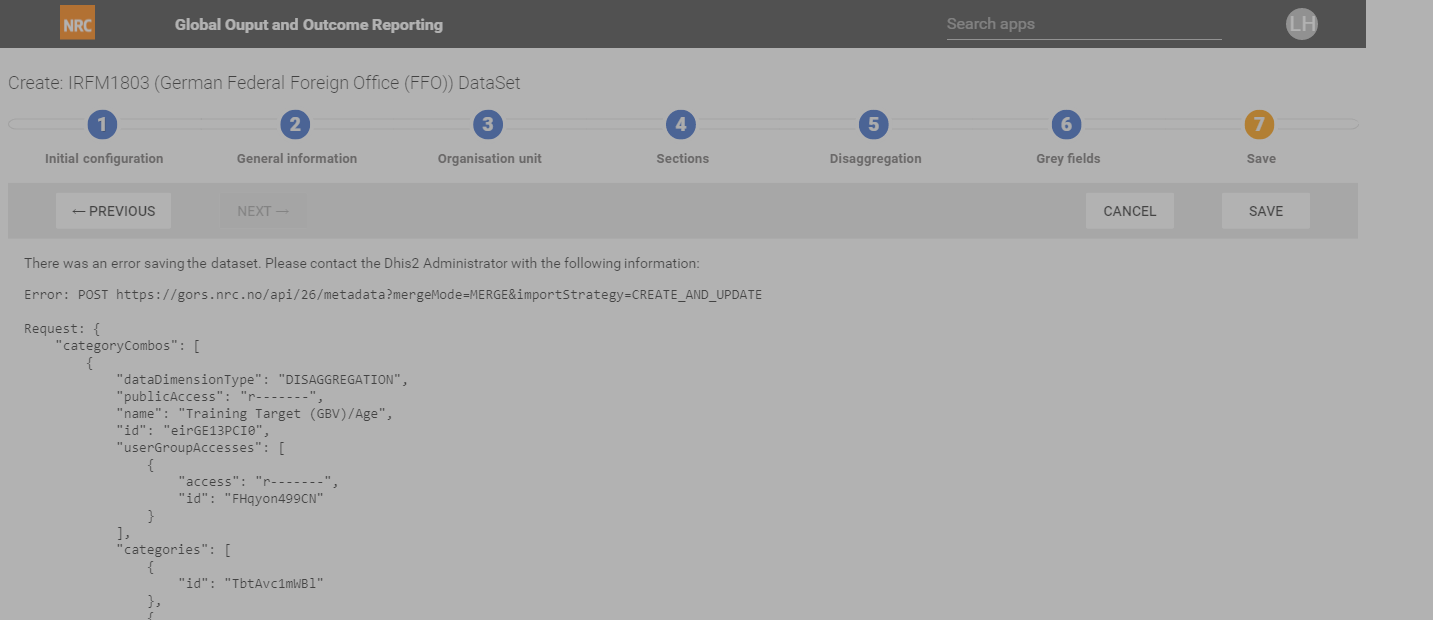 NRC Global Ouput and Outcome Reporting Search apps LH
Create: IRFM1803 (German Federal Foreign Office (FFO)) DataSet
1 2 3 4 5 6 7
Initial configuration General information Organisation unit Sections Disaggregation Grey fields Save
← PREVIOUS NEXT → CANCEL SAVE
There was an error saving the dataset. Please contact the Dhis2 Administrator with the following information:
Error: POST https://gors.nrc.no/api/26/metadata?mergeMode=MERGE&importStrategy=CREATE_AND_UPDATE
Request: {
"categoryCombos": [
{
"dataDimensionType": "DISAGGREGATION",
"publicAccess": "r-------",
"name": "Training Target (GBV)/Age",
"id": "eirGE13PCI0",
"userGroupAccesses": [
{
"access": "r-------",
"id": "FHqyon499CN"
}
],
"categories": [
{
"id": "TbtAvc1mWBl"
},
{